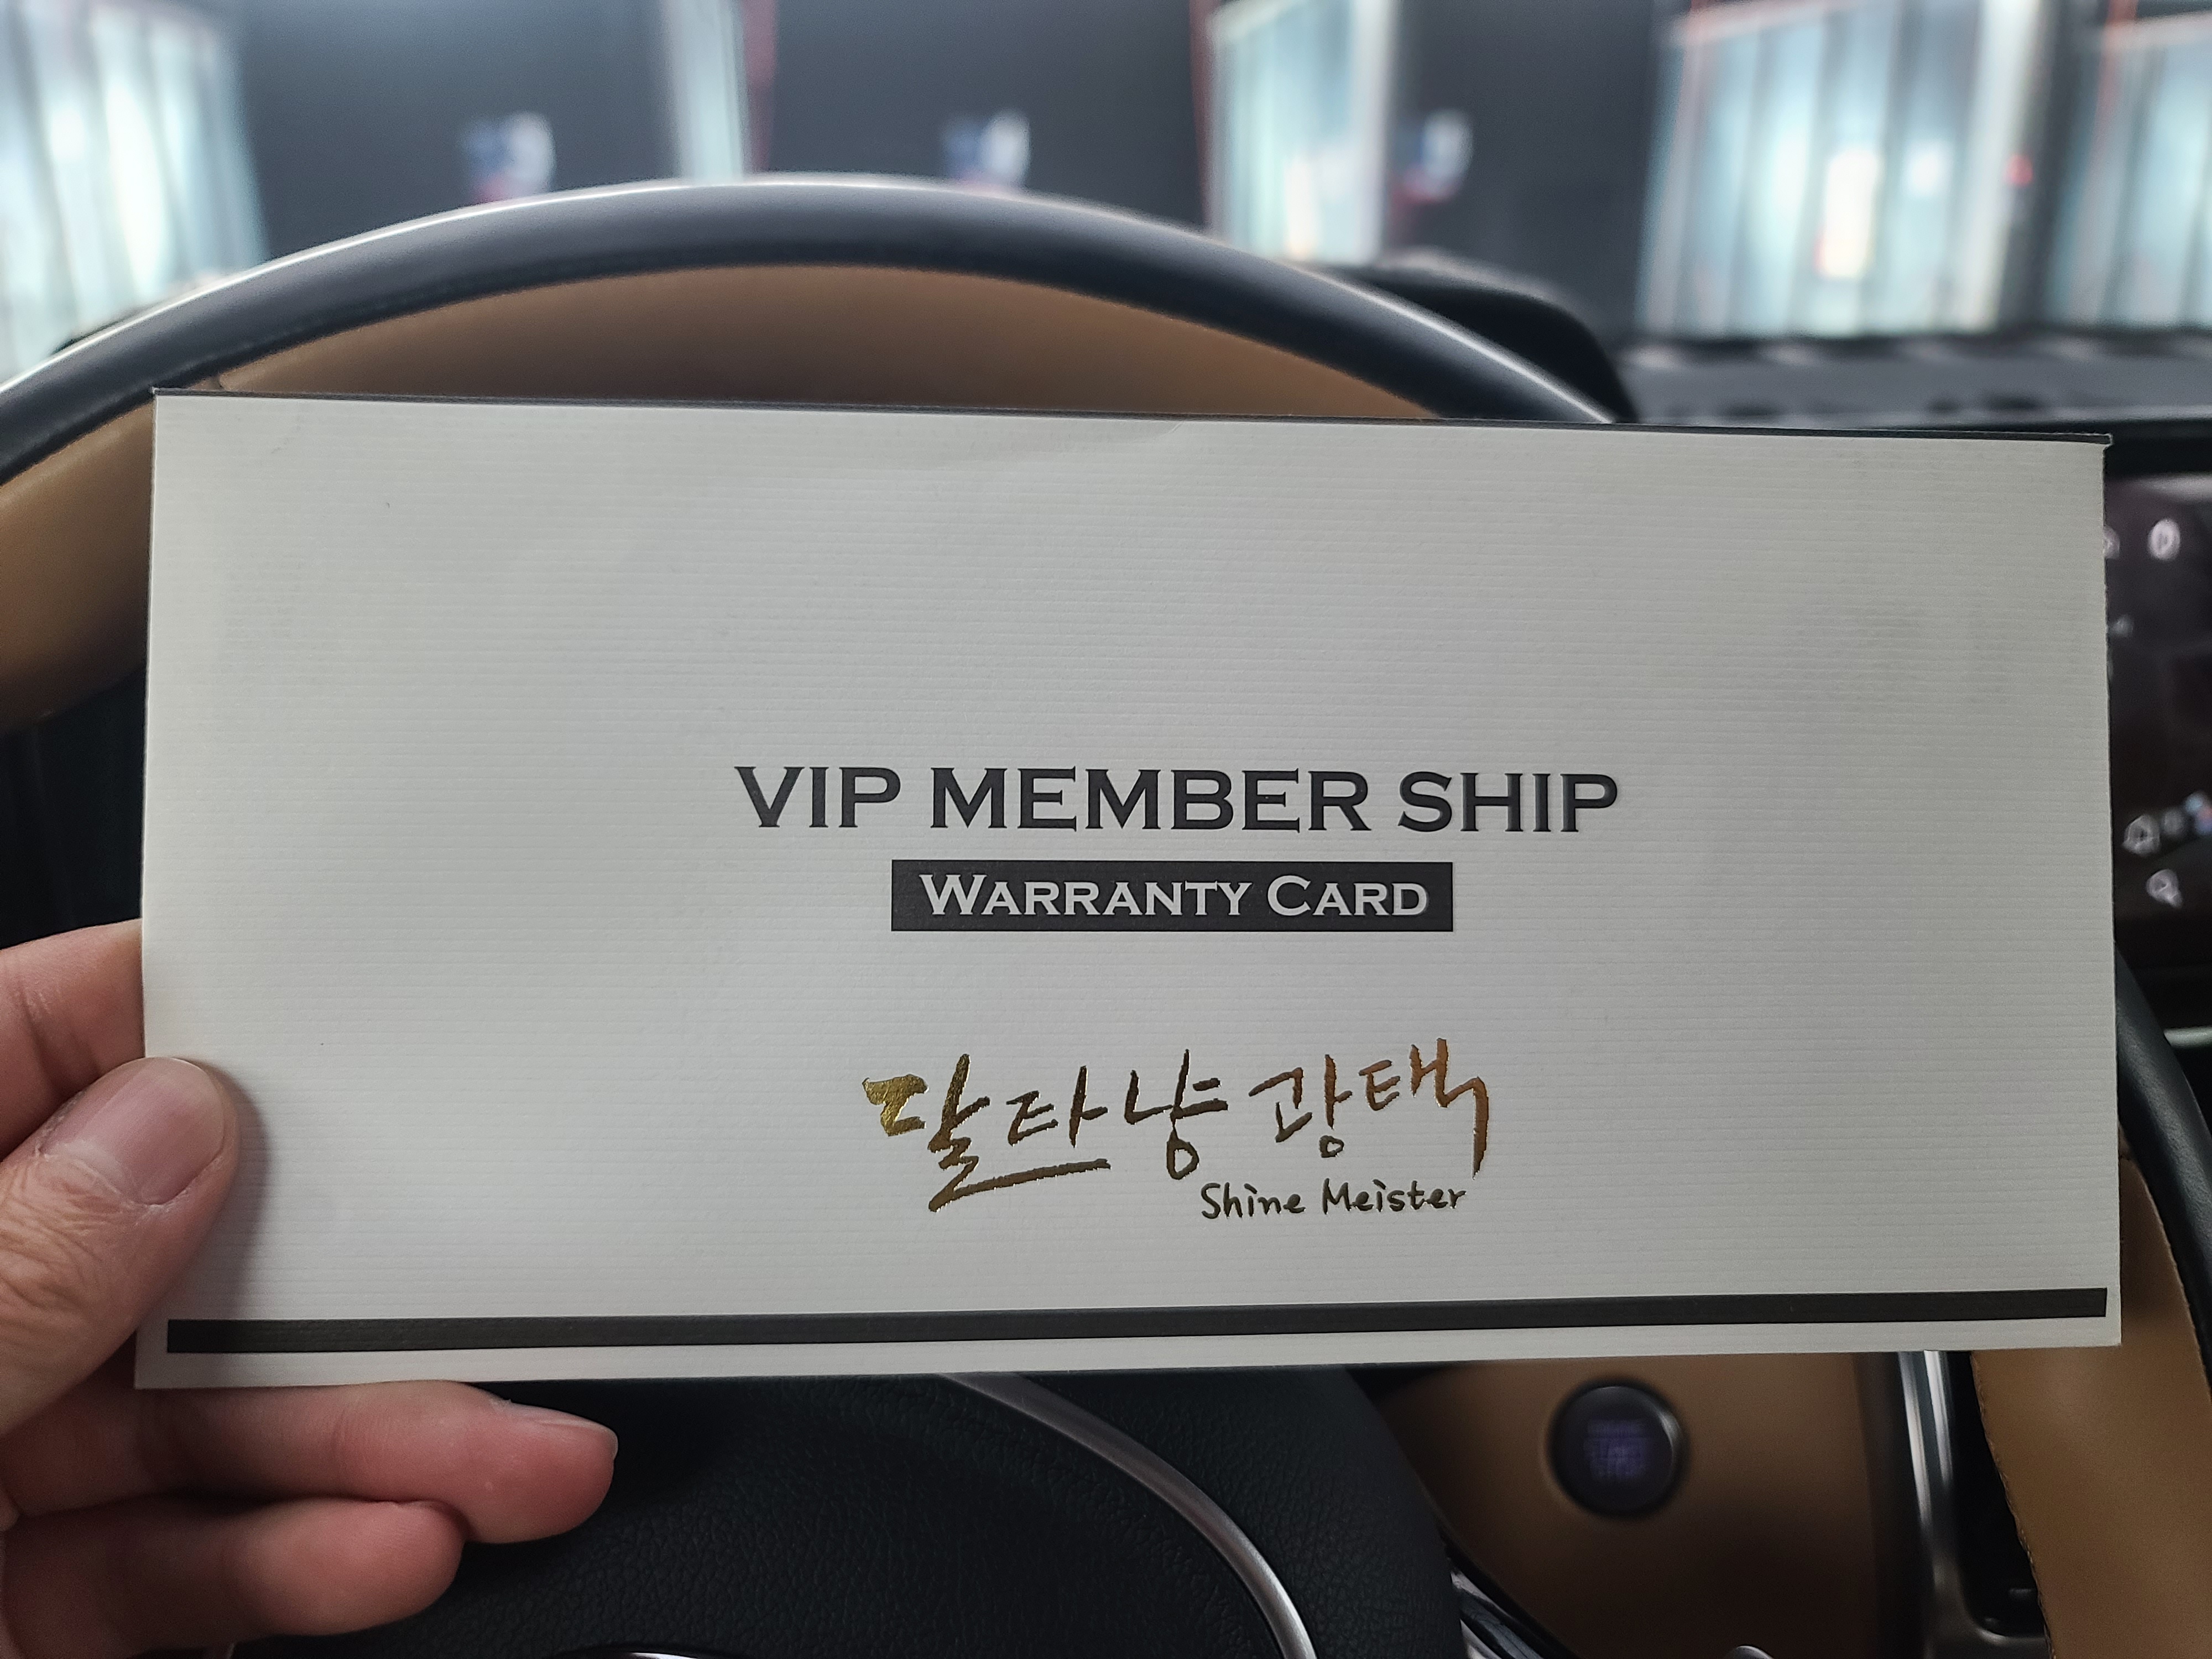 VIP MEMBER SHIP
WARRANTY CARD
달타냥 광택
Shine Meister